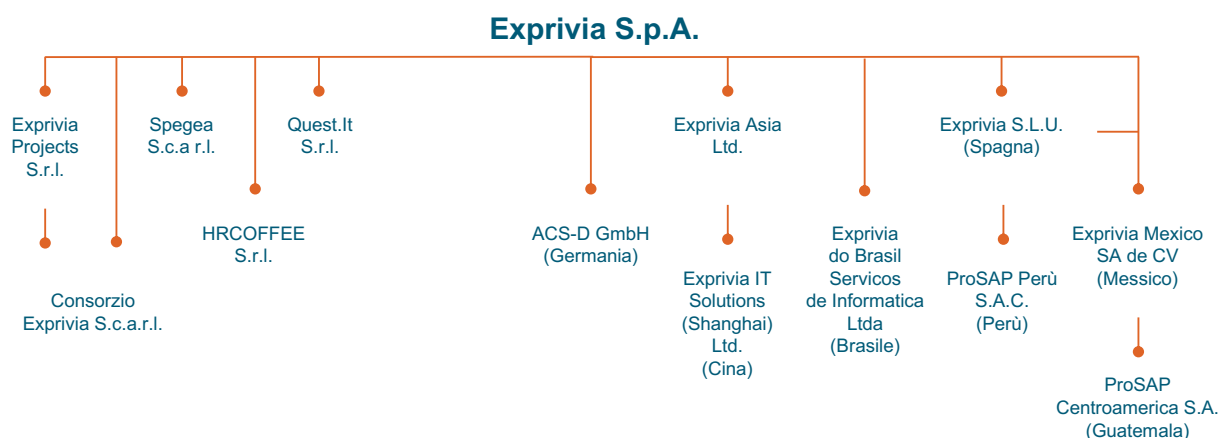 Exprivia S.p.A.
Exprivia
Projects
S.r.l.
Spegea
S.c.a r.l.
Quest.It
S.r.l.
Exprivia Asia
Ltd.
Exprivia S.L.U.
(Spagna)
HRCOFFEE
S.r.l.
ACS-D GmbH
(Germania)
Exprivia
do Brasil
Servicos
de Informatica
Ltda
(Brasile)
Exprivia Mexico
SA de CV
(Messico)
Consorzio
Exprivia S.c.a.r.l.
Exprivia IT
Solutions
(Shanghai)
Ltd.
(Cina)
ProSAP Perù
S.A.C.
(Perù)
ProSAP
Centroamerica S.A.
(Guatemala)